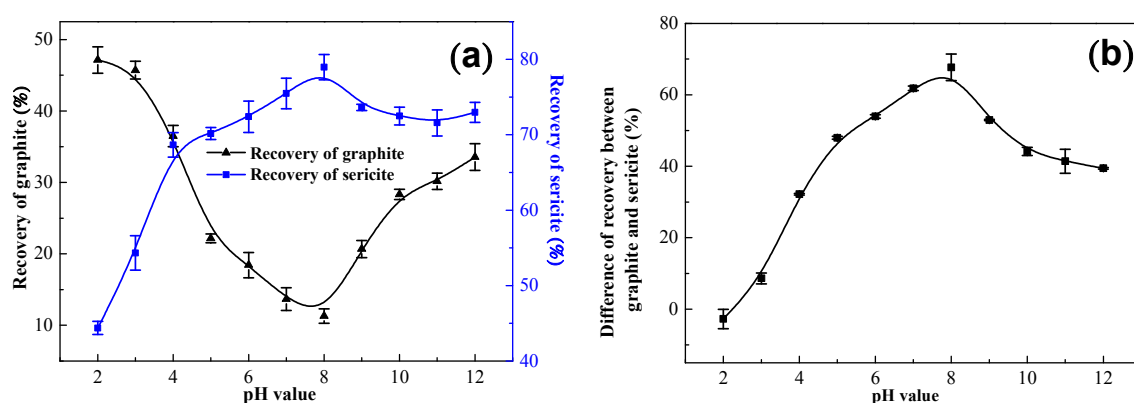 (a)
Recovery of graphite (%)
50
40
30
20
10
Recovery of graphite
Recovery of sericite
80
70
60
50
40
Recovery of sericite (%)
2 4 6 8 10 12
pH value
(b)
Difference of recovery between
graphite and sericite (%)
80
60
40
20
0
2 4 6 8 10 12
pH value